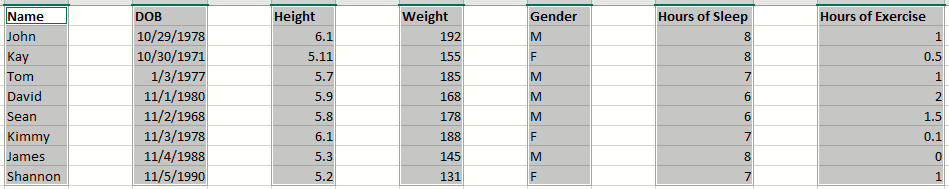 Name DOB Height Weight Gender Hours of Sleep Hours of Exercise
John 10/29/1978 6.1 192 M 8 1
Kay 10/30/1971 5.11 155 F 8 0.5
Tom 1/3/1977 5.7 185 M 7 1
David 11/1/1980 5.9 168 M 6 2
Sean 11/2/1968 5.8 178 M 6 1.5
Kimmy 11/3/1978 6.1 188 F 7 0.1
James 11/4/1988 5.3 145 M 8 0
Shannon 11/5/1990 5.2 131 F 7 1